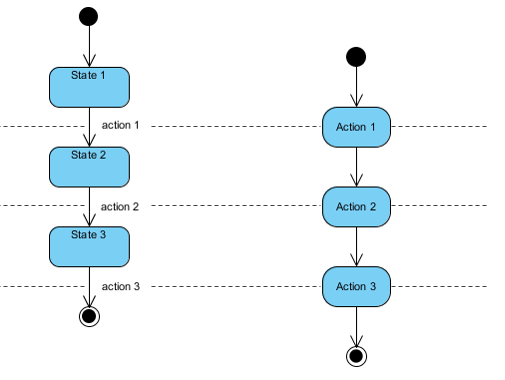 State 1
action 1
Action 1
State 2
action 2
Action 2
State 3
action 3
Action 3